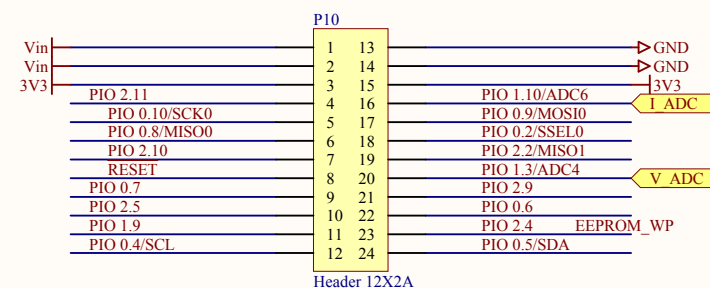 P10
Vin 1 13 GND
Vin 2 14 GND
3V3 3 15 3V3
PIO 2.11 4 16 PIO 1.10/ADC6 I_ADC
PIO 0.10/SCK0 5 17 PIO 0.9/MOSI0
PIO 0.8/MISO0 6 18 PIO 0.2/SSEL0
PIO 2.10 7 19 PIO 2.2/MISO1
RESET 8 20 PIO 1.3/ADC4 V_ADC
PIO 0.7 9 21 PIO 2.9
PIO 2.5 10 22 PIO 0.6
PIO 1.9 11 23 PIO 2.4 EEPROM_WP
PIO 0.4/SCL 12 24 PIO 0.5/SDA
Header 12X2A